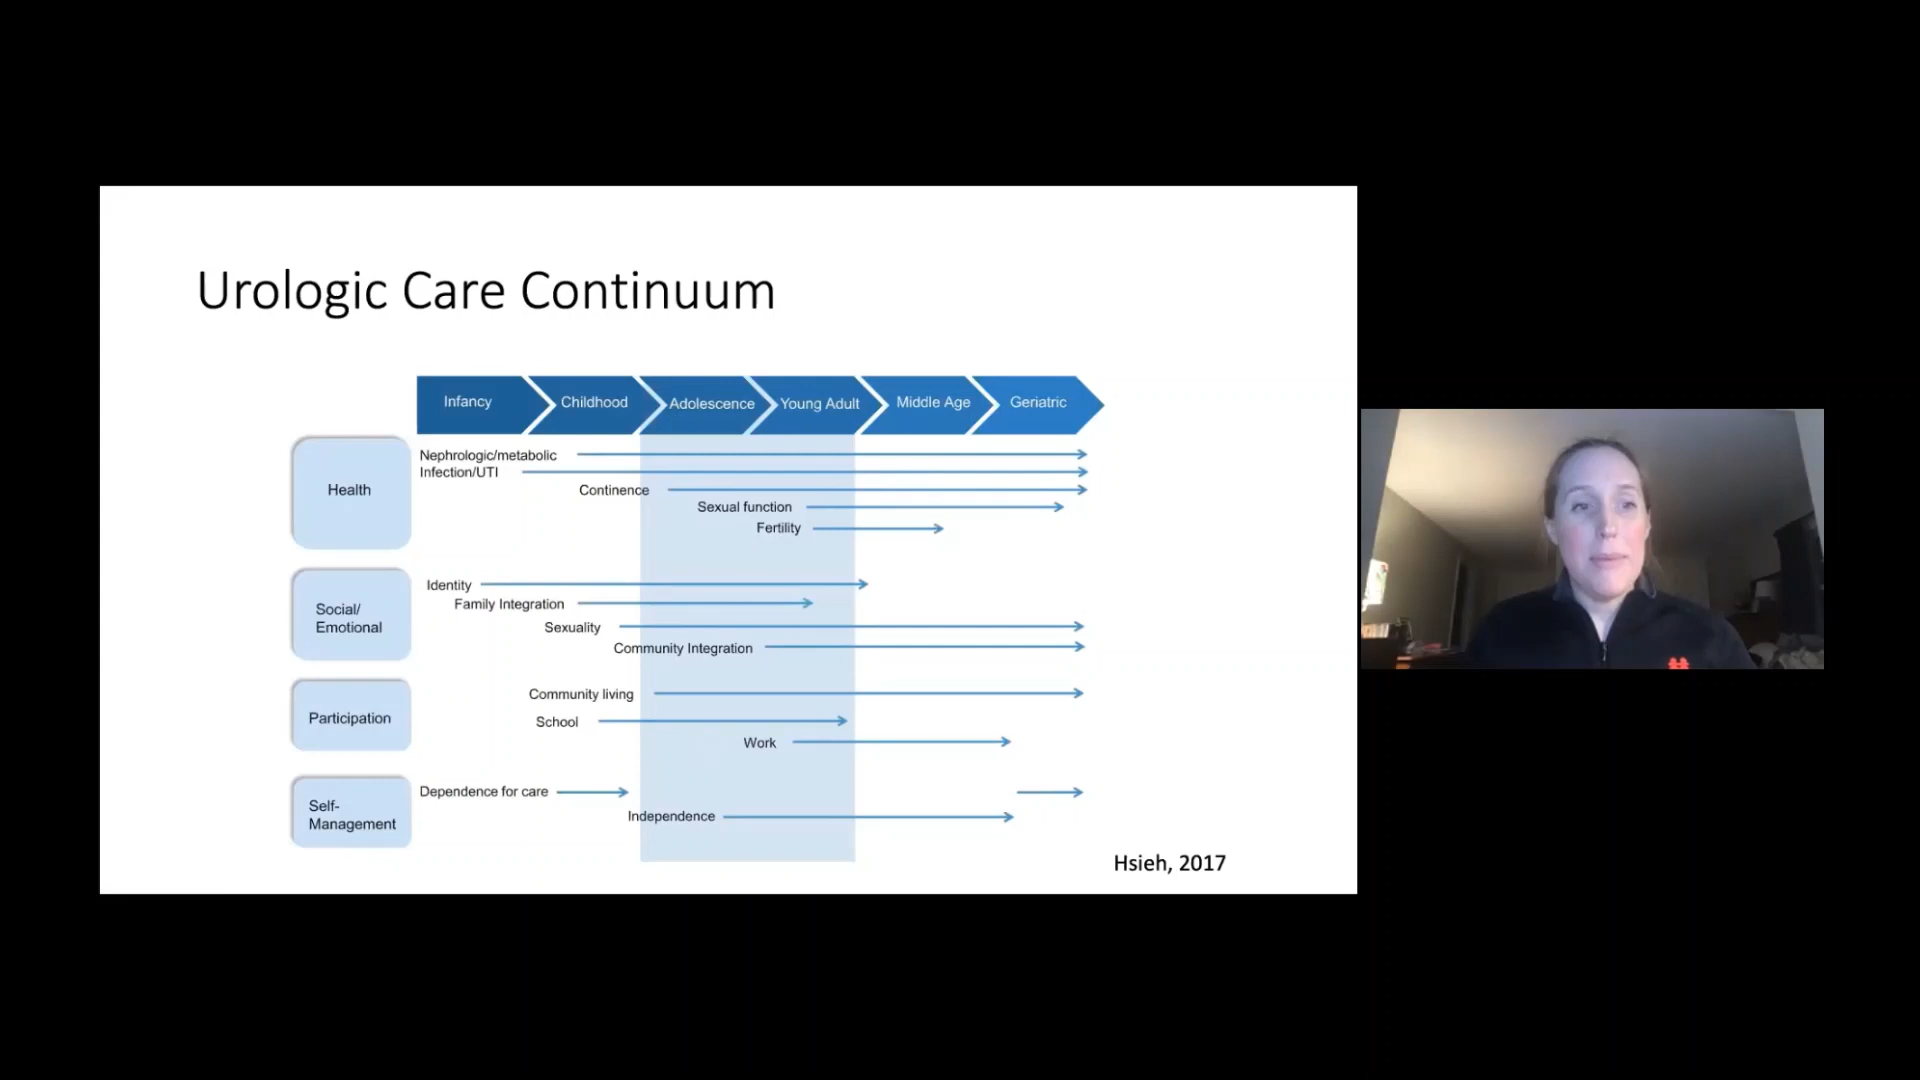 Urologic Care Continuum
Infancy
Childhood
Adolescence
Young Adult
Middle Age
Geriatric
Health
Nephrologic/metabolic
Infection/UTI
Continence
Sexual function
Fertility
Social/
Emotional
Identity
Family Integration
Sexuality
Community Integration
Participation
Community living
School
Work
Self-
Management
Dependence for care
Independence
Hsieh, 2017